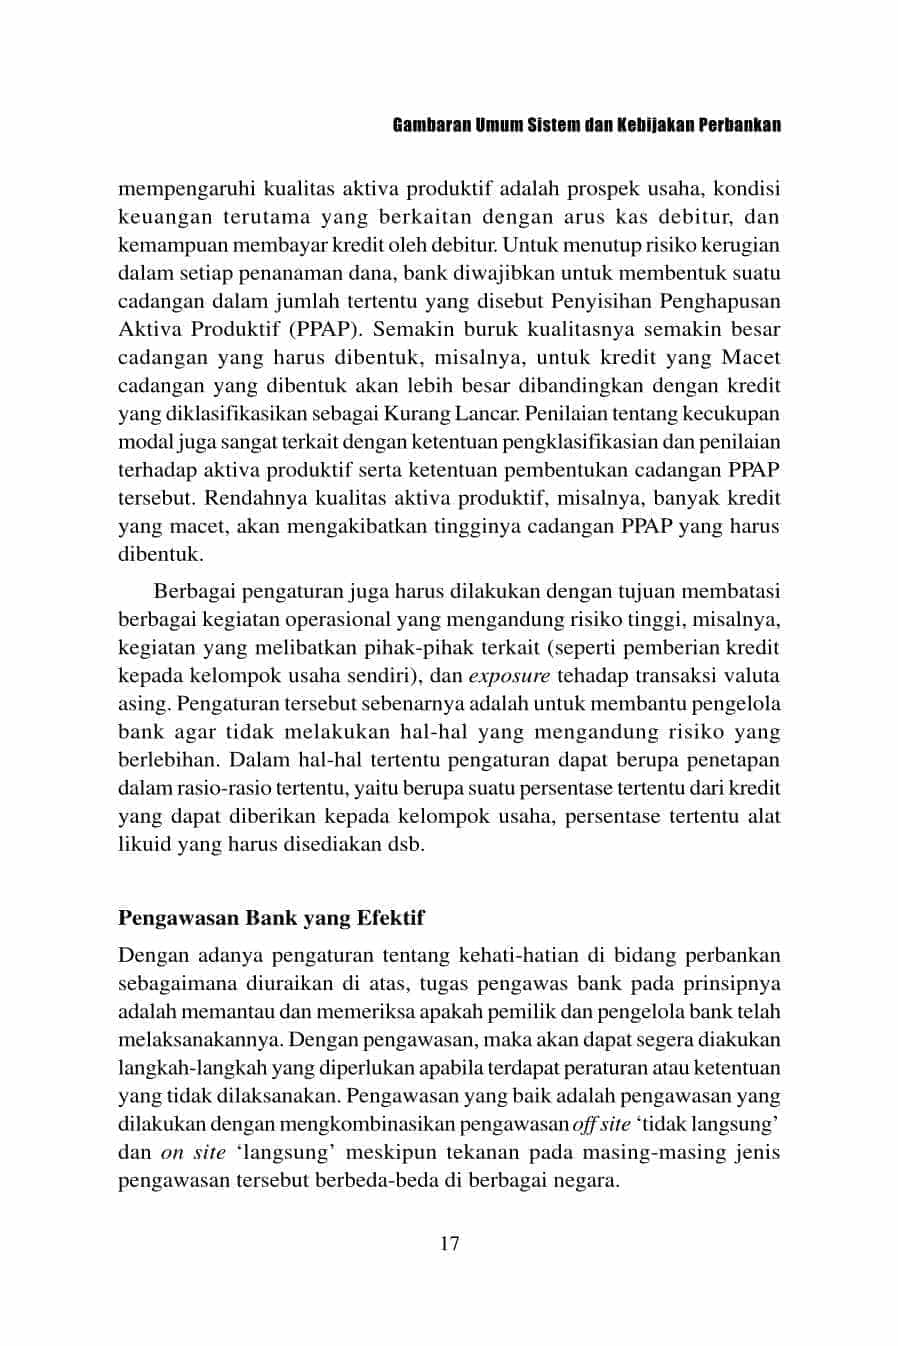 Gambaran Umum Sistem dan Kebijakan Perbankan
mempengaruhi kualitas aktiva produktif adalah prospek usaha, kondisi
keuangan terutama yang berkaitan dengan arus kas debitur, dan
kemampuan membayar kredit oleh debitur. Untuk menutup risiko kerugian
dalam setiap penanaman dana, bank diwajibkan untuk membentuk suatu
cadangan dalam jumlah tertentu yang disebut Penyisihan Penghapusan
Aktiva Produktif (PPAP). Semakin buruk kualitasnya semakin besar
cadangan yang harus dibentuk, misalnya, untuk kredit yang Macet
cadangan yang dibentuk akan lebih besar dibandingkan dengan kredit
yang diklasifikasikan sebagai Kurang Lancar. Penilaian tentang kecukupan
modal juga sangat terkait dengan ketentuan pengklasifikasian dan penilaian
terhadap aktiva produktif serta ketentuan pembentukan cadangan PPAP
tersebut. Rendahnya kualitas aktiva produktif, misalnya, banyak kredit
yang macet, akan mengakibatkan tingginya cadangan PPAP yang harus
dibentuk.
Berbagai pengaturan juga harus dilakukan dengan tujuan membatasi
berbagai kegiatan operasional yang mengandung risiko tinggi, misalnya,
kegiatan yang melibatkan pihak-pihak terkait (seperti pemberian kredit
kepada kelompok usaha sendiri), dan exposure tehadap transaksi valuta
asing. Pengaturan tersebut sebenarnya adalah untuk membantu pengelola
bank agar tidak melakukan hal-hal yang mengandung risiko yang
berlebihan. Dalam hal-hal tertentu pengaturan dapat berupa penetapan
dalam rasio-rasio tertentu, yaitu berupa suatu persentase tertentu dari kredit
yang dapat diberikan kepada kelompok usaha, persentase tertentu alat
likuid yang harus disediakan dsb.
Pengawasan Bank yang Efektif
Dengan adanya pengaturan tentang kehati-hatian di bidang perbankan
sebagaimana diuraikan di atas, tugas pengawas bank pada prinsipnya
adalah memantau dan memeriksa apakah pemilik dan pengelola bank telah
melaksanakannya. Dengan pengawasan, maka akan dapat segera diakukan
langkah-langkah yang diperlukan apabila terdapat peraturan atau ketentuan
yang tidak dilaksanakan. Pengawasan yang baik adalah pengawasan yang
dilakukan dengan mengkombinasikan pengawasan off site ‘tidak langsung’
dan on site ‘langsung’ meskipun tekanan pada masing-masing jenis
pengawasan tersebut berbeda-beda di berbagai negara.
17